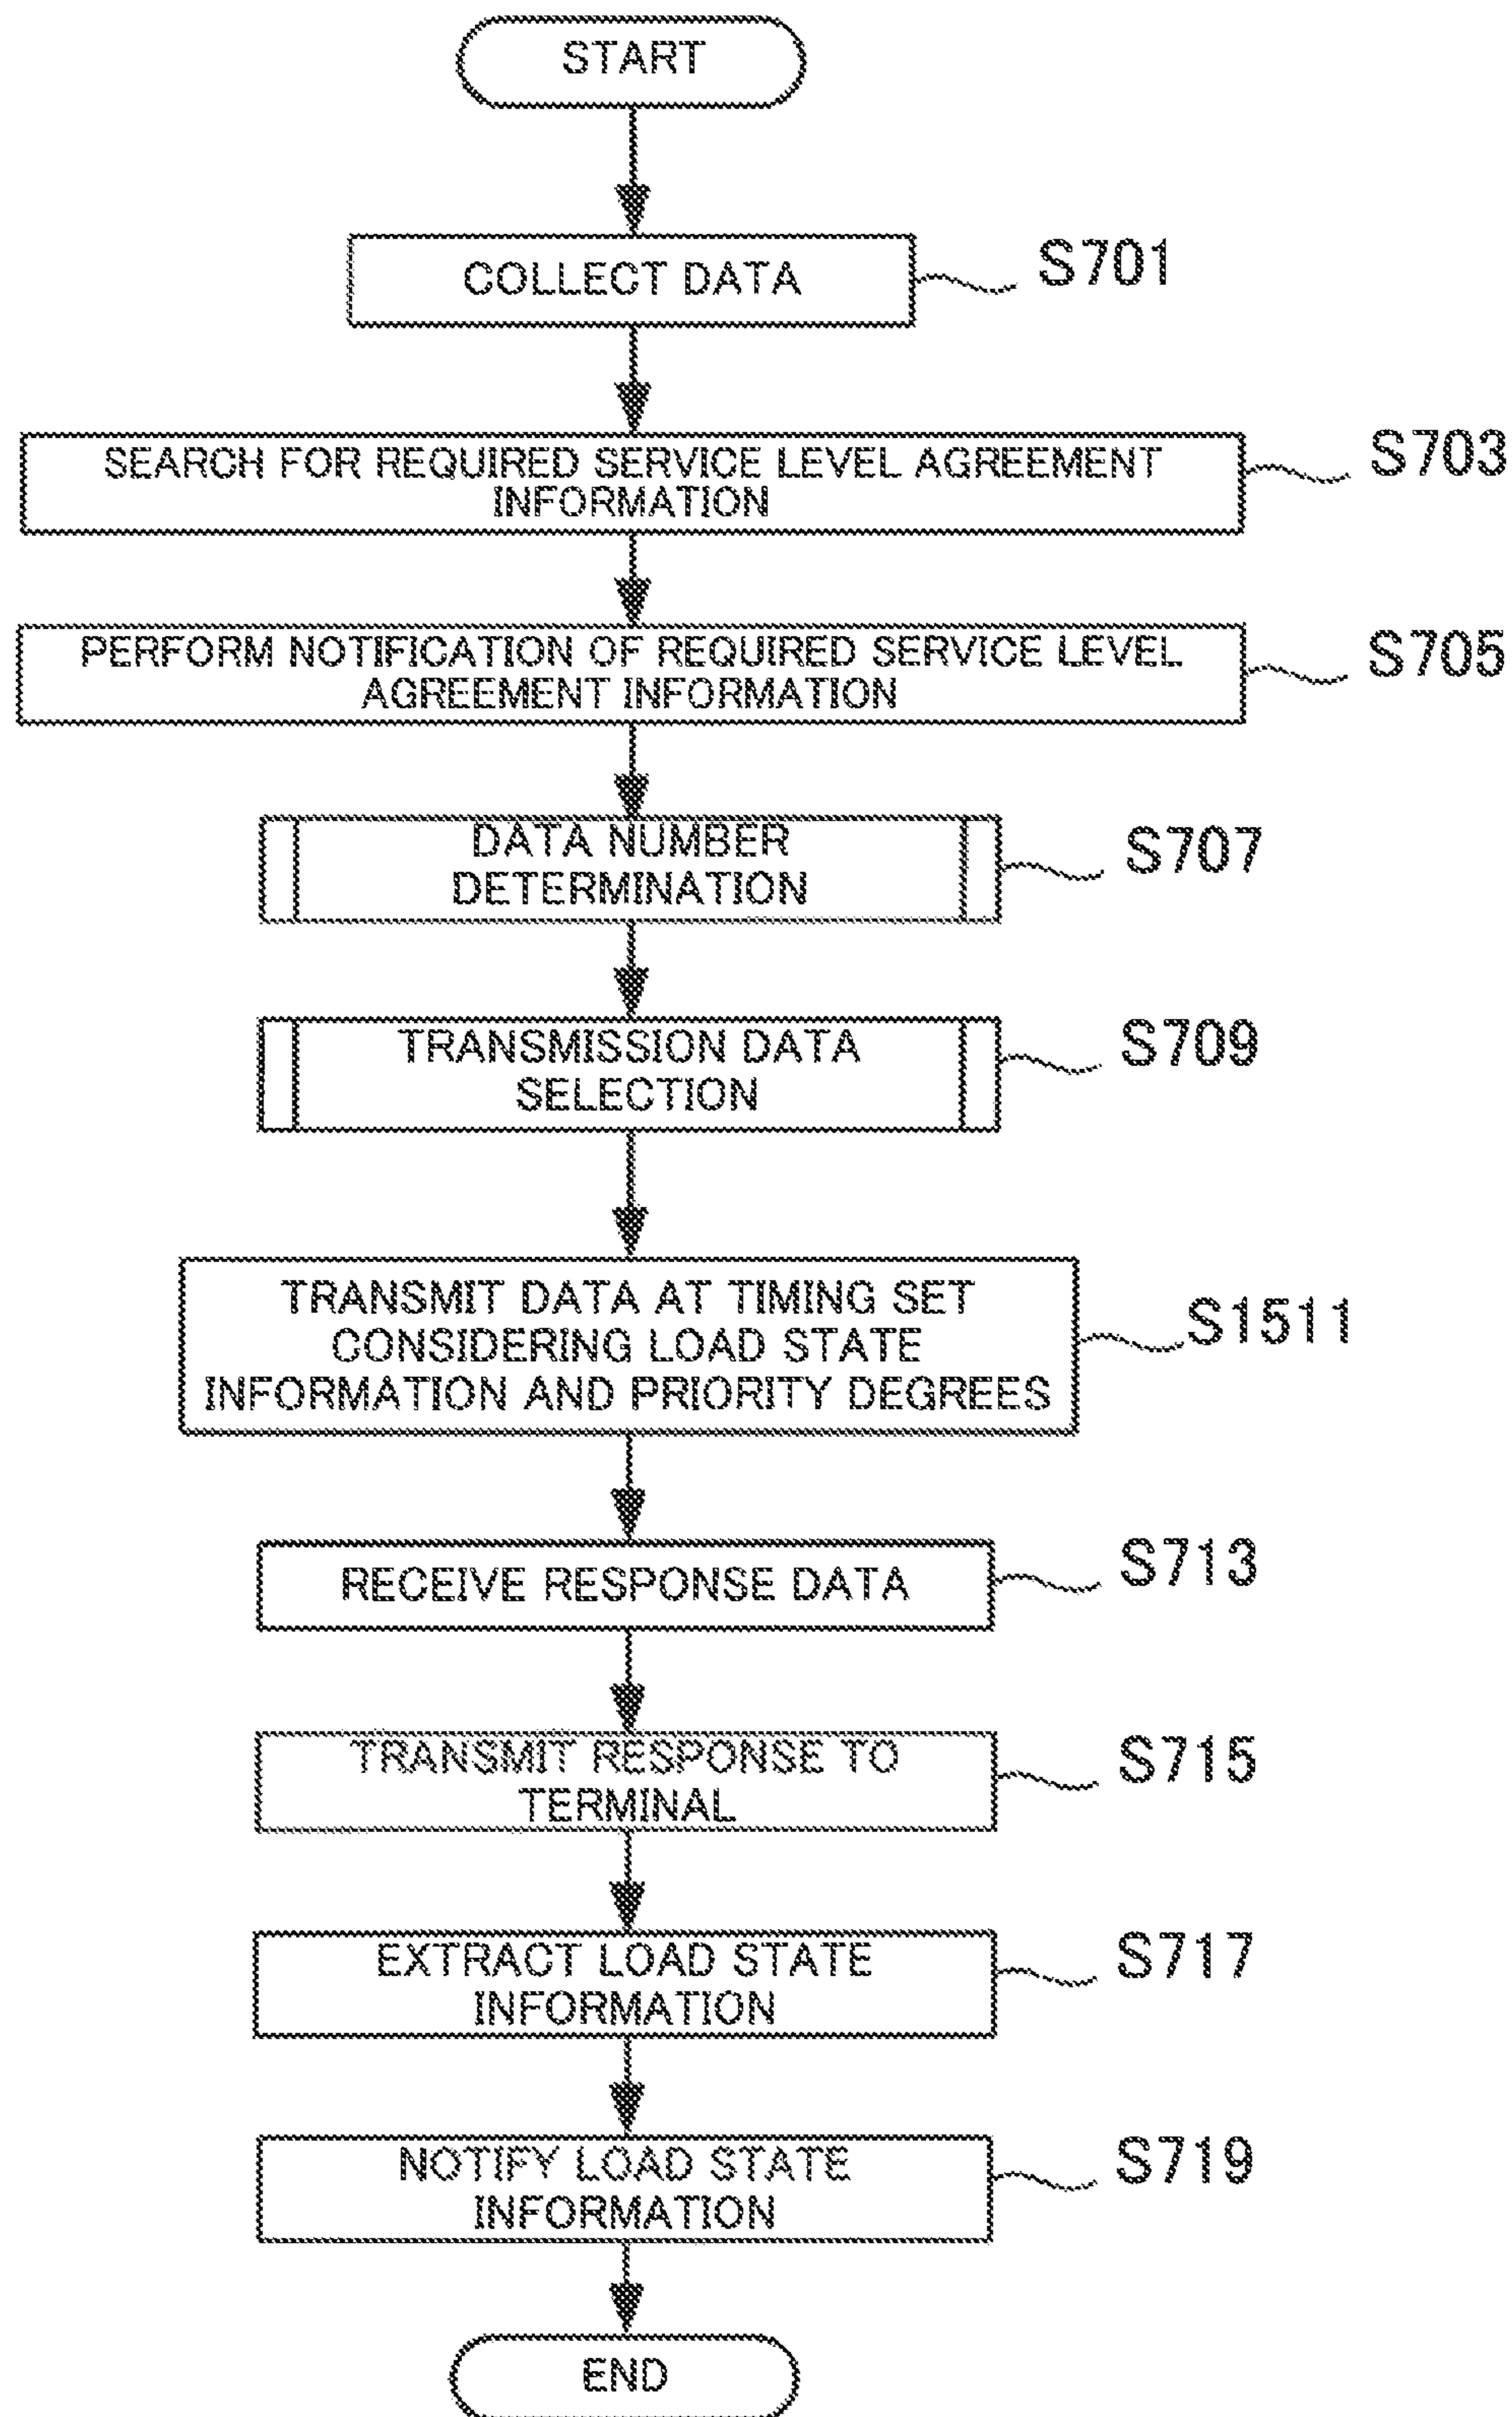 START
COLLECT DATA
S701
SEARCH FOR REQUIRED SERVICE LEVEL AGREEMENT
INFORMATION
S703
PERFORM NOTIFICATION OF REQUIRED SERVICE LEVEL
AGREEMENT INFORMATION
S705
DATA NUMBER
DETERMINATION
S707
TRANSMISSION DATA
SELECTION
S709
TRANSMIT DATA AT TIMING SET
CONSIDERING LOAD STATE
INFORMATION AND PRIORITY DEGREES
S1511
RECEIVE RESPONSE DATA
S713
TRANSMIT RESPONSE TO
TERMINAL
S715
EXTRACT LOAD STATE
INFORMATION
S717
NOTIFY LOAD STATE
INFORMATION
S719
END